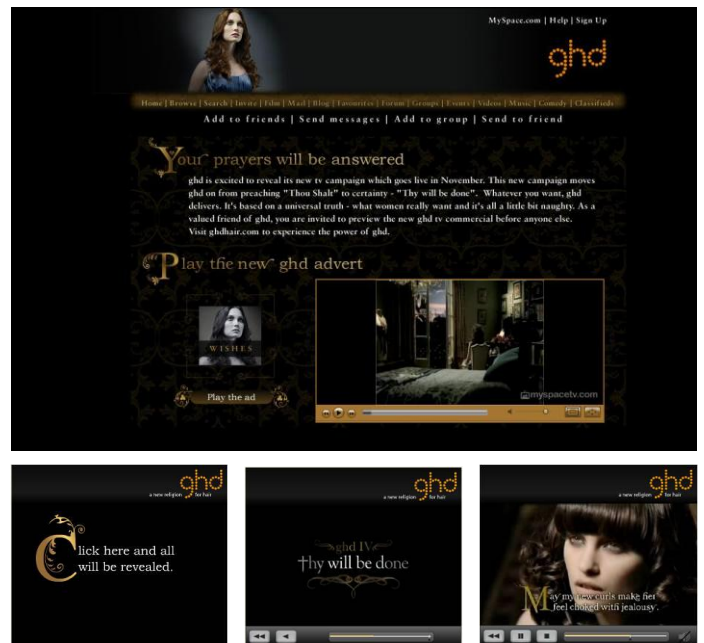 MySpace.com | Help | Sign Up
ghd
Home | Browse | Search | Invite | Film | Mail | Blog | Favourites | Forum | Groups | Events | Videos | Music | Comedy | Classifieds
Add to friends | Send messages | Add to group | Send to friend
Your prayers will be answered
ghd is excited to reveal its new tv campaign which goes live in November. This new campaign moves
ghd on from preaching "Thou Shalt" to certainty - "Thy will be done". Whatever you want, ghd
delivers. It's based on a universal truth - what women really want and it's all a little bit naughty. As a
valued friend of ghd, you are invited to preview the new ghd tv commercial before anyone else.
Visit ghdhair.com to experience the power of ghd.
Play the new ghd advert
WISHES
Play the ad
myspacetv.com
ghd
a new religion for hair
Click here and all
will be revealed.
ghd
a new religion for hair
ghd IV
thy will be done
ghd
a new religion for hair
May my new curls make her
feel choked with jealousy.